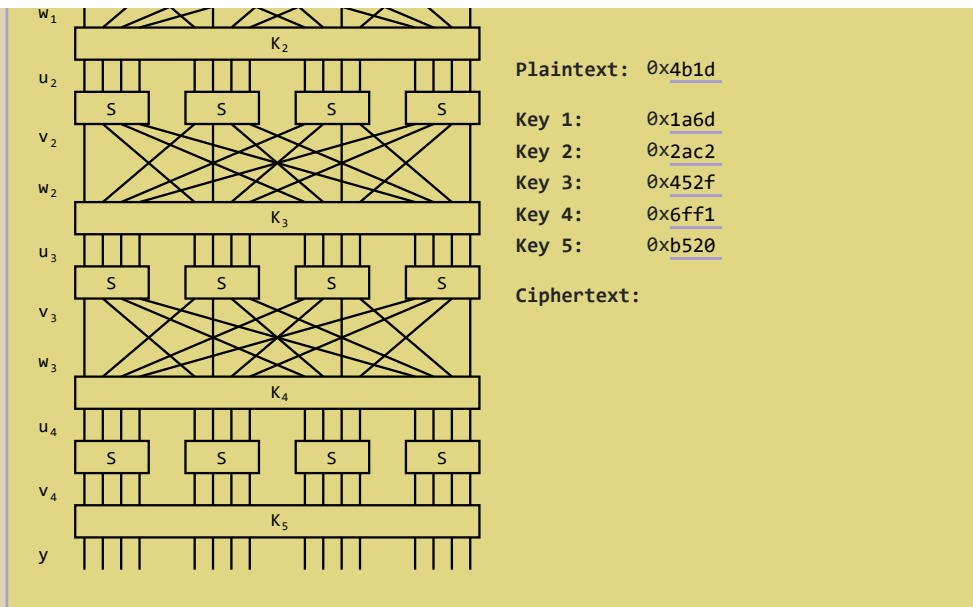 w₁
K₂
u₂
S S S S
v₂
w₂
K₃
u₃
S S S S
v₃
w₃
K₄
u₄
S S S S
v₄
K₅
y
Plaintext: 0x4b1d
Key 1: 0x1a6d
Key 2: 0x2ac2
Key 3: 0x452f
Key 4: 0x6ff1
Key 5: 0xb520
Ciphertext: